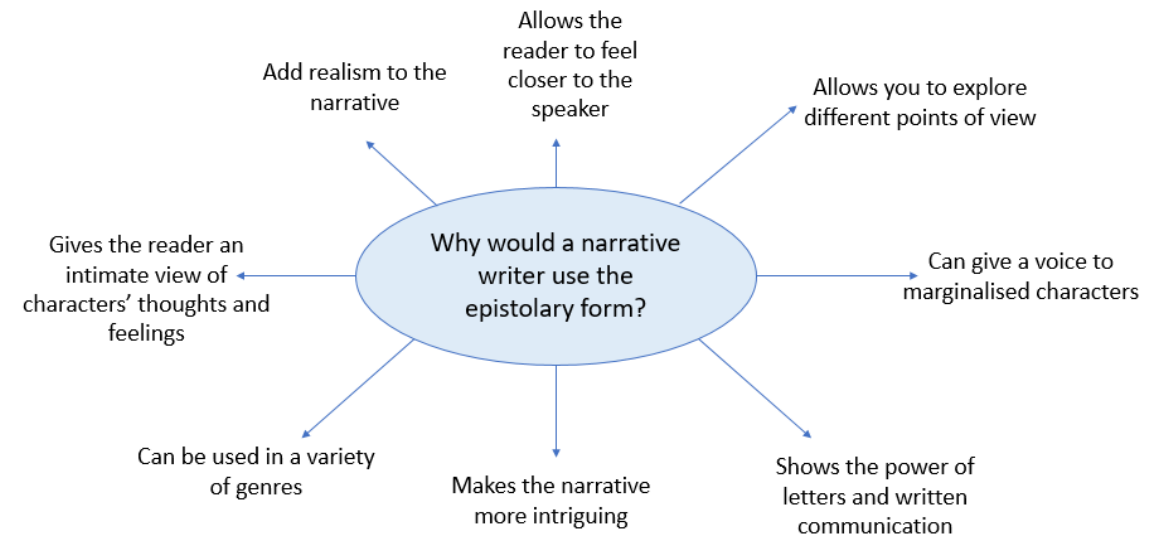 Allows the
reader to feel
closer to the
speaker
Add realism to the
narrative
Allows you to explore
different points of view
Why would a narrative
writer use the
epistolary form?
Gives the reader an
intimate view of
characters’ thoughts and
feelings
Can give a voice to
marginalised characters
Can be used in a variety
of genres
Makes the narrative
more intriguing
Shows the power of
letters and written
communication